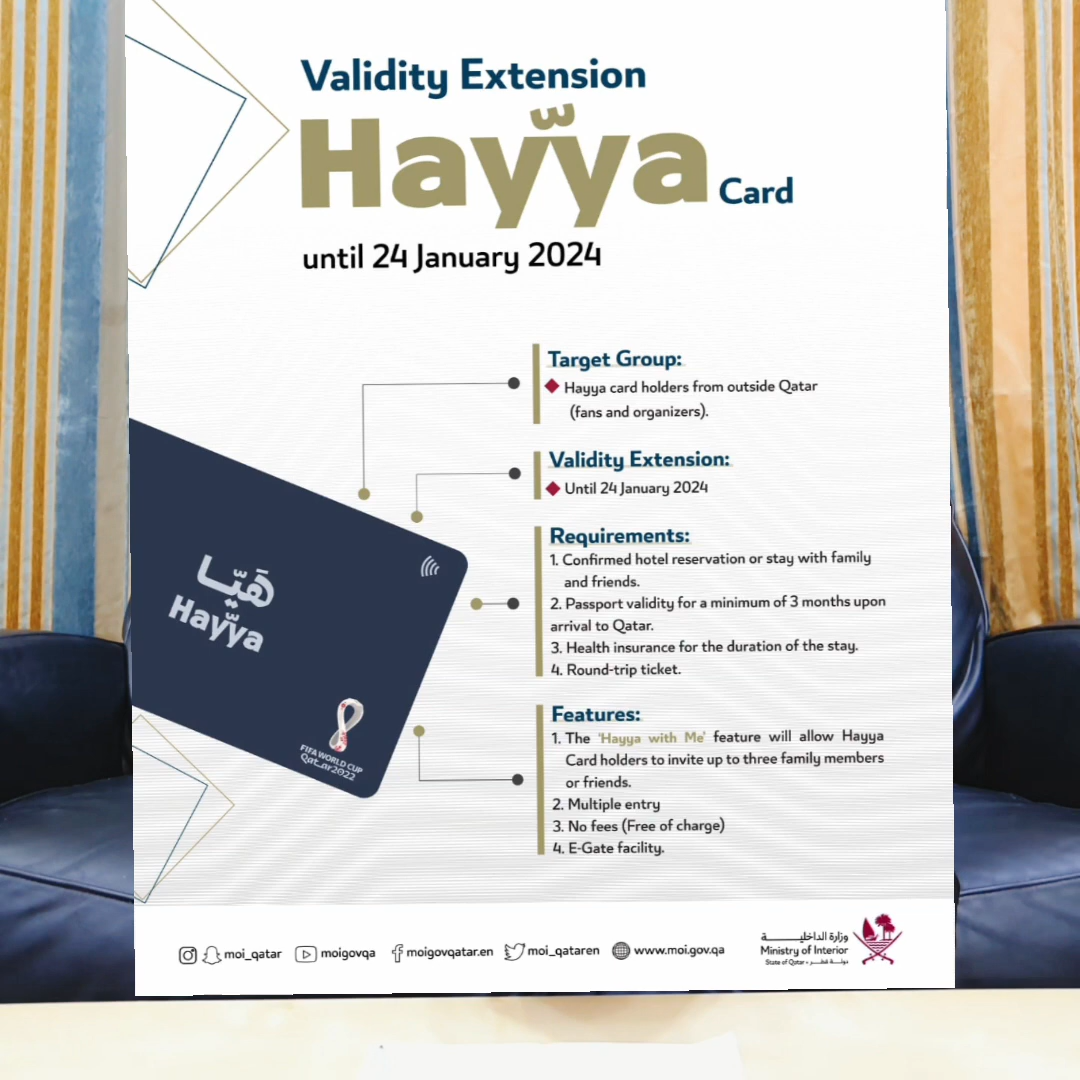 Validity Extension
Hayya Card
until 24 January 2024
Target Group:
Hayya card holders from outside Qatar
(fans and organizers).
Validity Extension:
Until 24 January 2024
Requirements:
1. Confirmed hotel reservation or stay with family
and friends.
2. Passport validity for a minimum of 3 months upon
arrival to Qatar.
3. Health insurance for the duration of the stay.
4. Round-trip ticket.
Features:
1. The 'Hayya with Me' feature will allow Hayya
Card holders to invite up to three family members
or friends.
2. Multiple entry
3. No fees (Free of charge)
4. E-Gate facility.
هَيّا
Hayya
FIFA WORLD CUP
Qatar2022
moi_qatar moigovqa moigovqatar.en moi_qataren www.moi.gov.qa
وزارة الداخلية
Ministry of Interior
State of Qatar • دولة قطر